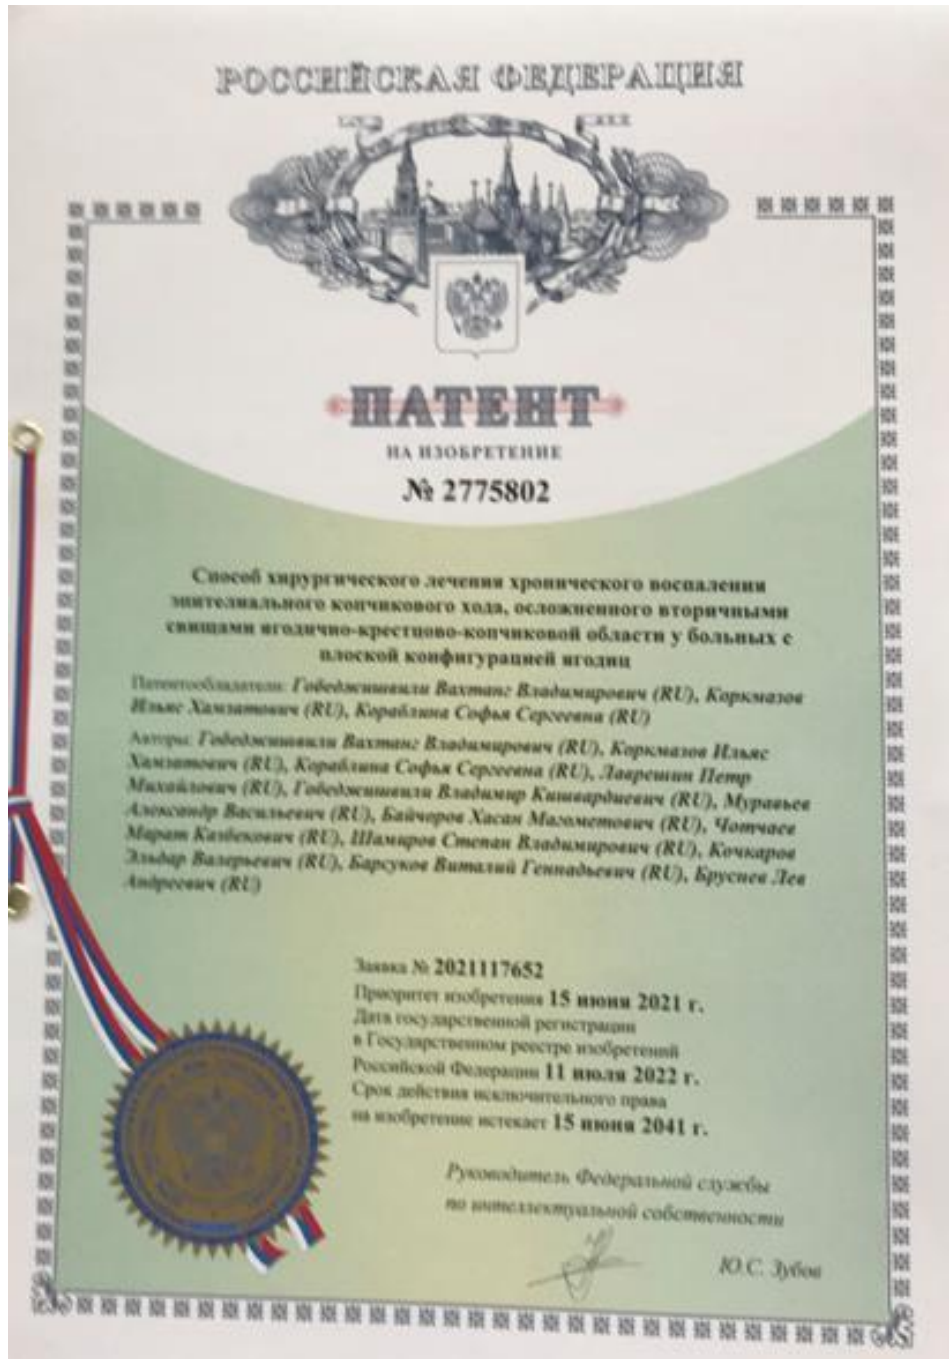 РОССИЙСКАЯ ФЕДЕРАЦИЯ
ПАТЕНТ
НА ИЗОБРЕТЕНИЕ
№ 2775802
Способ хирургического лечения хронического воспаления
эпителиального копчикового хода, осложненного вторичными
свищами ягодично-крестцово-копчиковой области у больных с
плоской конфигурацией ягодиц
Патентообладатели: Гобеджишвили Вахтанг Владимирович (RU), Коркмазов
Ильяс Хамзатович (RU), Кораблина Софья Сергеевна (RU)
Авторы: Гобеджишвили Вахтанг Владимирович (RU), Коркмазов Ильяс
Хамзатович (RU), Кораблина Софья Сергеевна (RU), Лаврешин Петр
Михайлович (RU), Гобеджишвили Владимир Кишвардиевич (RU), Муравьев
Александр Васильевич (RU), Байчоров Хасан Магометович (RU), Чотчаев
Марат Казбекович (RU), Шамиров Степан Владимирович (RU), Кочкаров
Эльдар Валерьевич (RU), Барсуков Виталий Геннадьевич (RU), Бруснев Лев
Андреевич (RU)
Заявка № 2021117652
Приоритет изобретения 15 июня 2021 г.
Дата государственной регистрации
в Государственном реестре изобретений
Российской Федерации 11 июля 2022 г.
Срок действия исключительного права
на изобретение истекает 15 июня 2041 г.
Руководитель Федеральной службы
по интеллектуальной собственности
Ю.С. Зубов